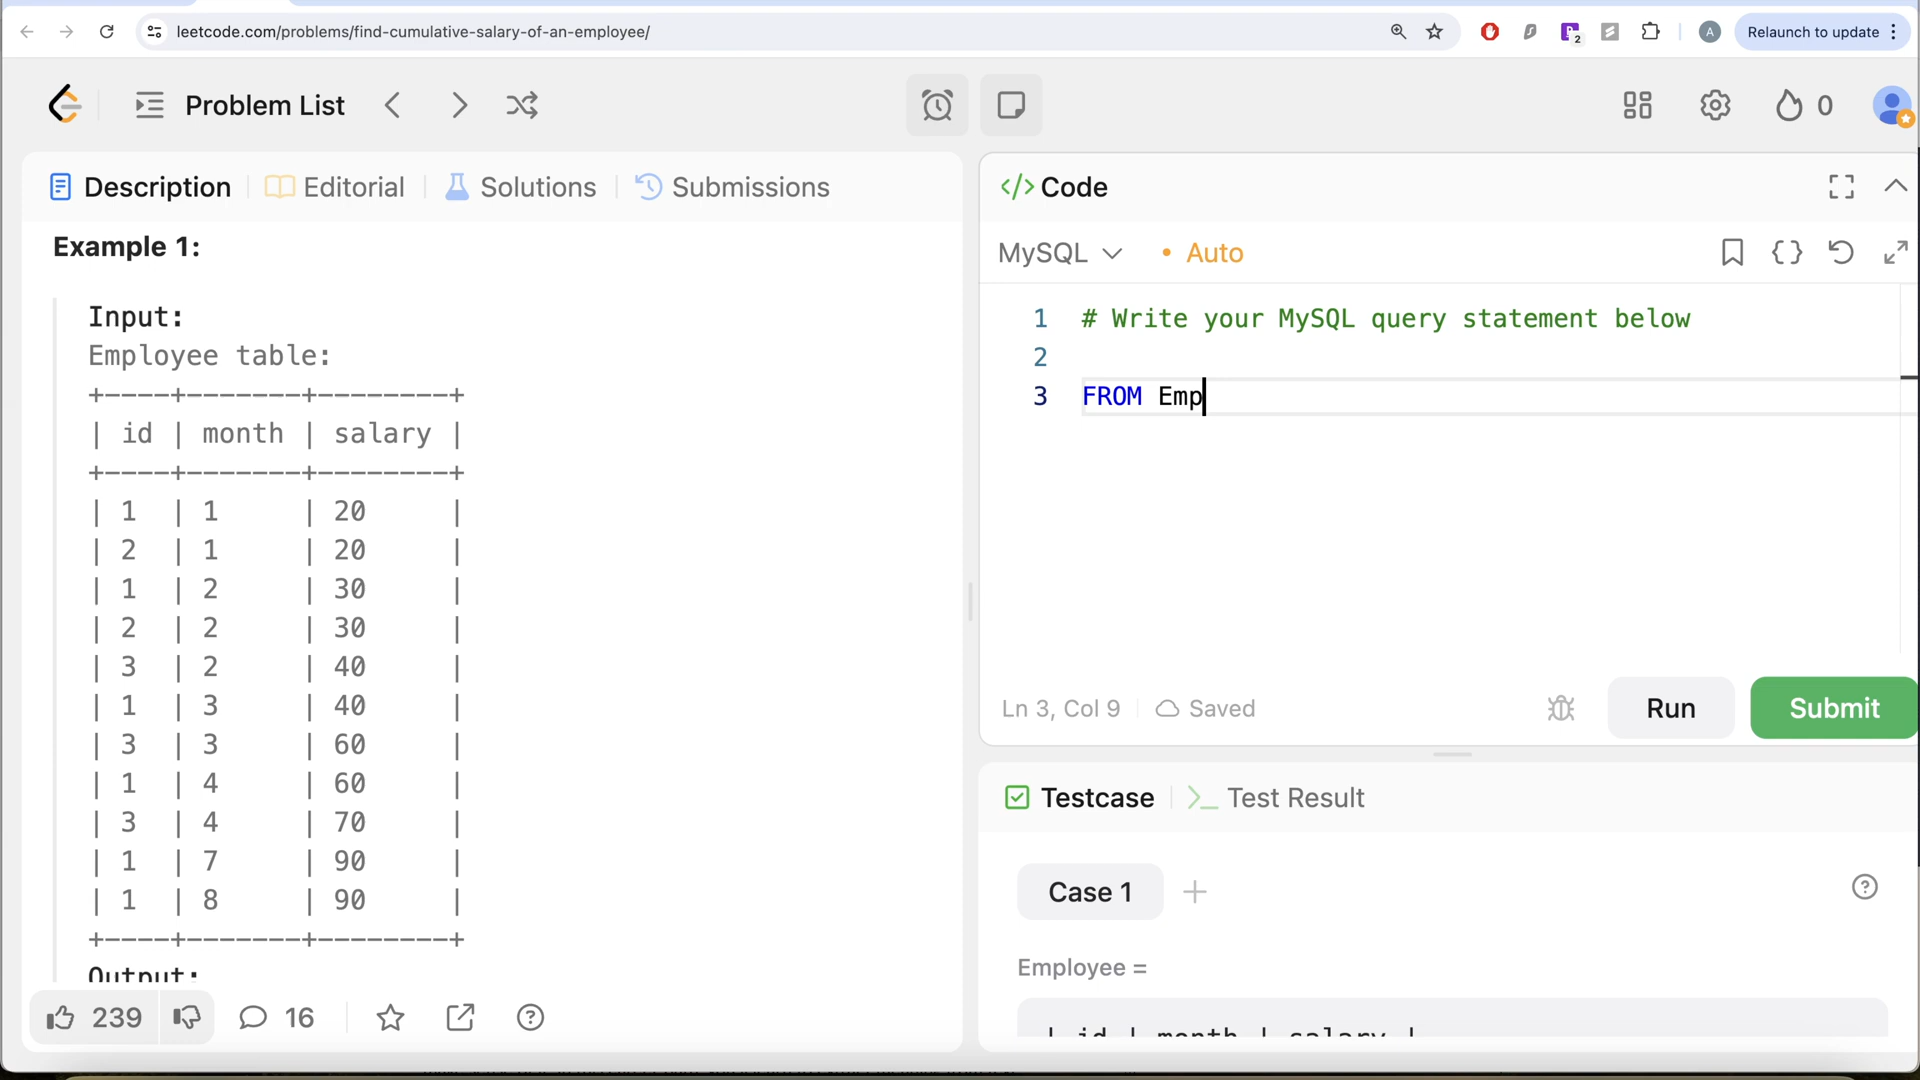 leetcode.com/problems/find-cumulative-salary-of-an-employee/
2
A
Relaunch to update
Problem List
0
Description
Editorial
Solutions
Submissions
Example 1:
Input:
Employee table:
+----+-------+--------+
| id | month | salary |
+----+-------+--------+
| 1 | 1 | 20 |
| 2 | 1 | 20 |
| 1 | 2 | 30 |
| 2 | 2 | 30 |
| 3 | 2 | 40 |
| 1 | 3 | 40 |
| 3 | 3 | 60 |
| 1 | 4 | 60 |
| 3 | 4 | 70 |
| 1 | 7 | 90 |
| 1 | 8 | 90 |
+----+-------+--------+
Output:
239
16
</> Code
MySQL
• Auto
{}
1 # Write your MySQL query statement below
2
3 FROM Emp
Ln 3, Col 9
Saved
Run
Submit
Testcase
>_ Test Result
Case 1 +
Employee =
| id | month | salary |